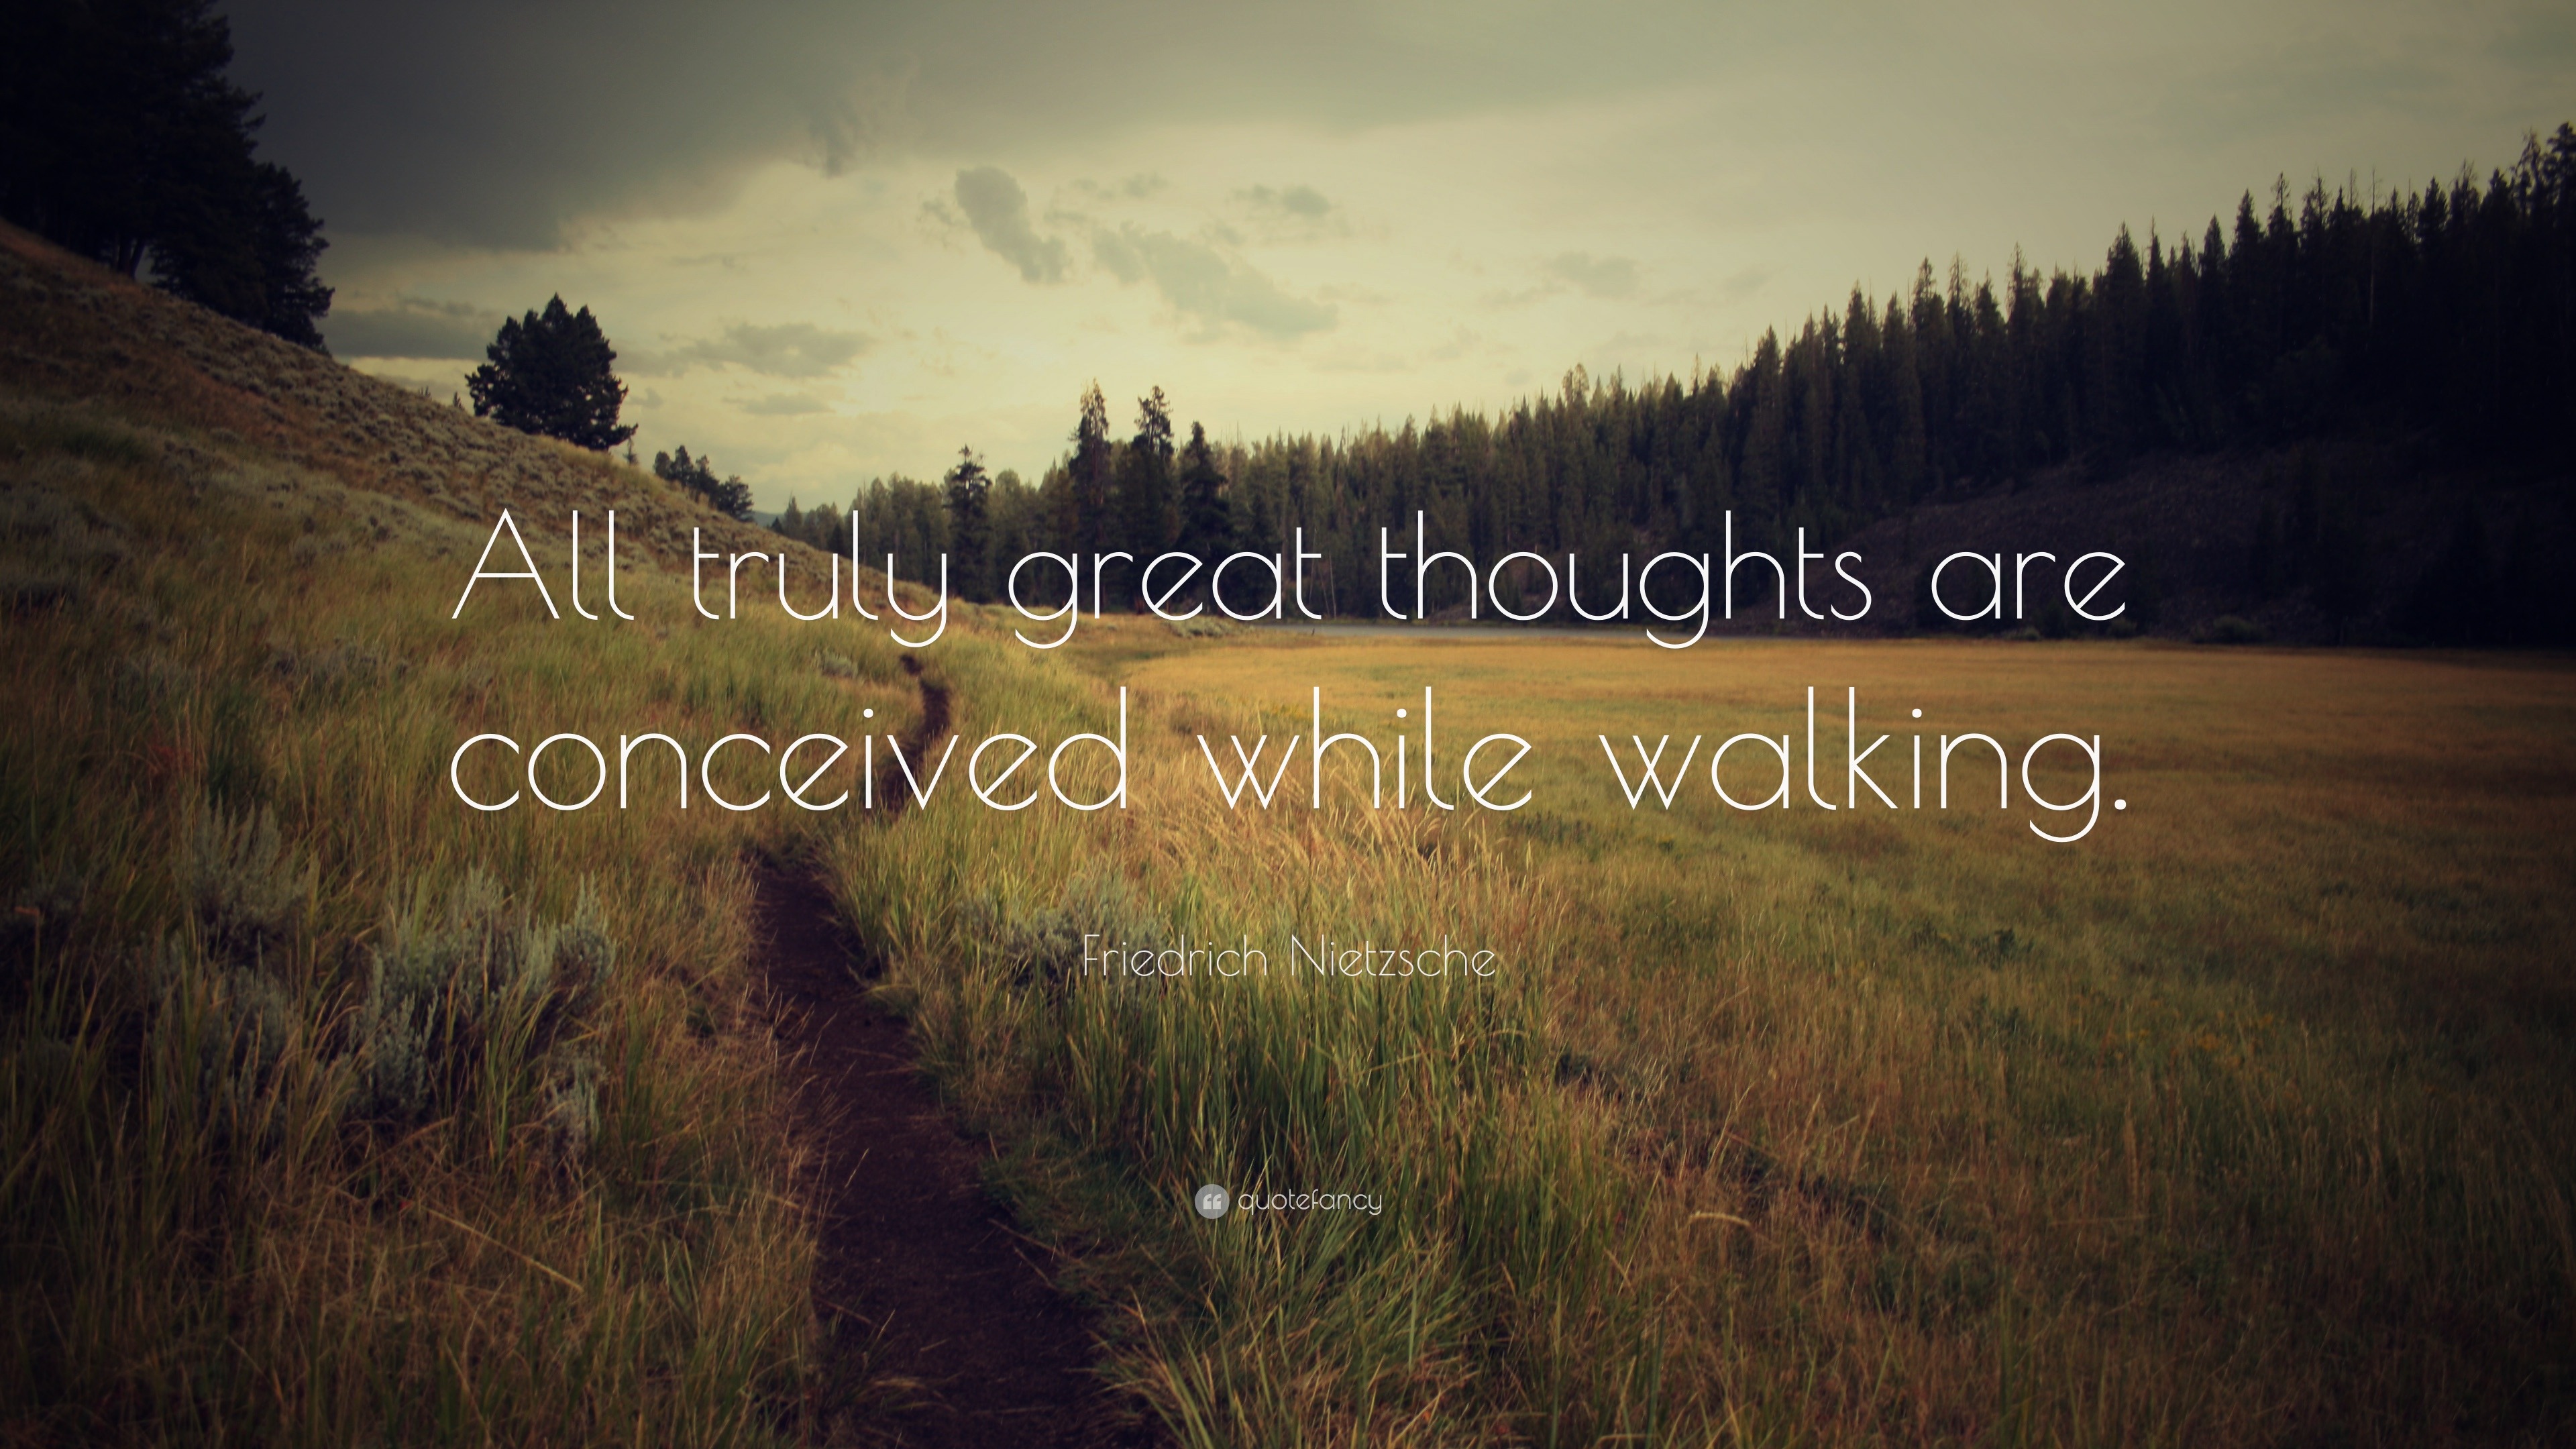 All truly great thoughts are
conceived while walking.
Friedrich Nietzsche
quotefancy